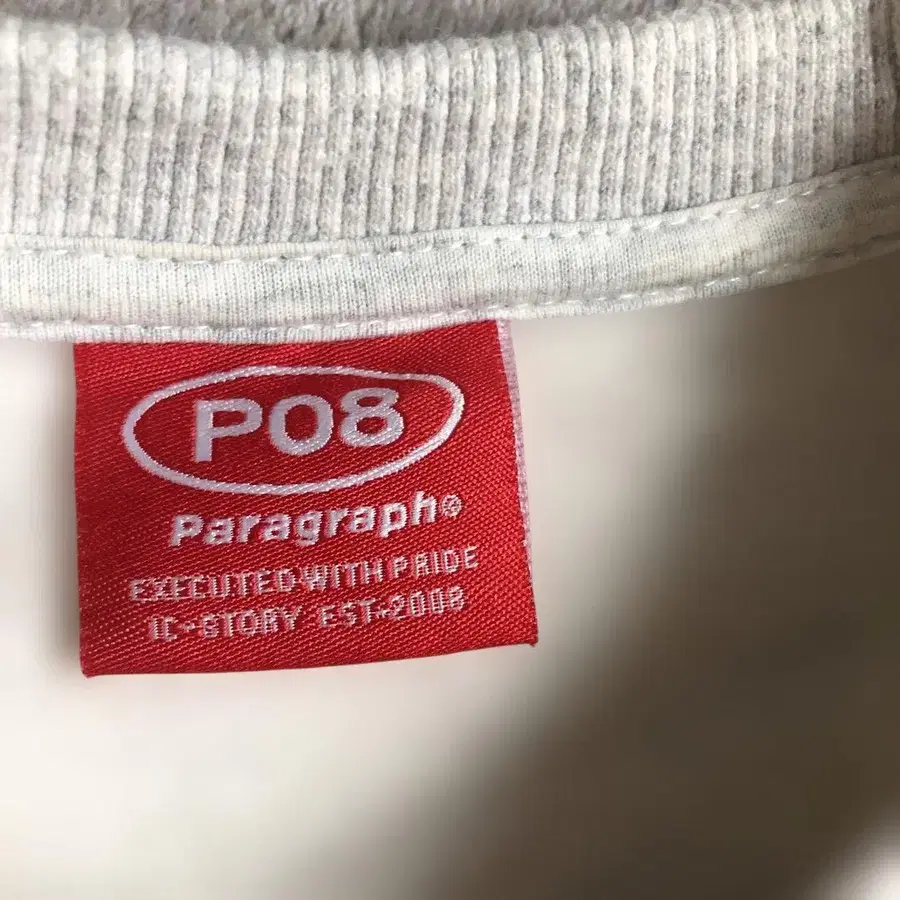 P08
Paragraph®
EXECUTED WITH PRIDE
IC-STORY EST-2008